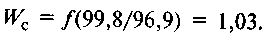 W_c = f(99,8/96,9) = 1,03.